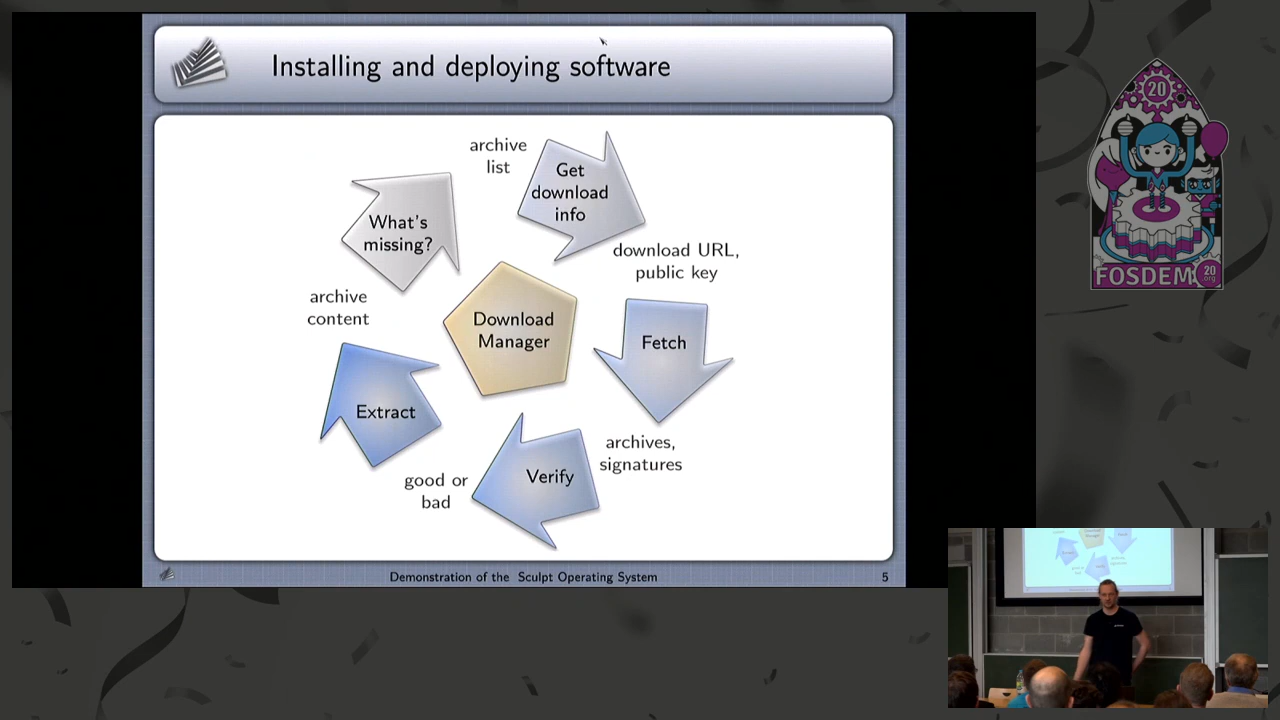 Installing and deploying software
archive
list
Get
download
info
What's
missing?
download URL,
public key
archive
content
Download
Manager
Fetch
Extract
archives,
signatures
Verify
good or
bad
Demonstration of the Sculpt Operating System
5
20
FOSDEM
20
.org